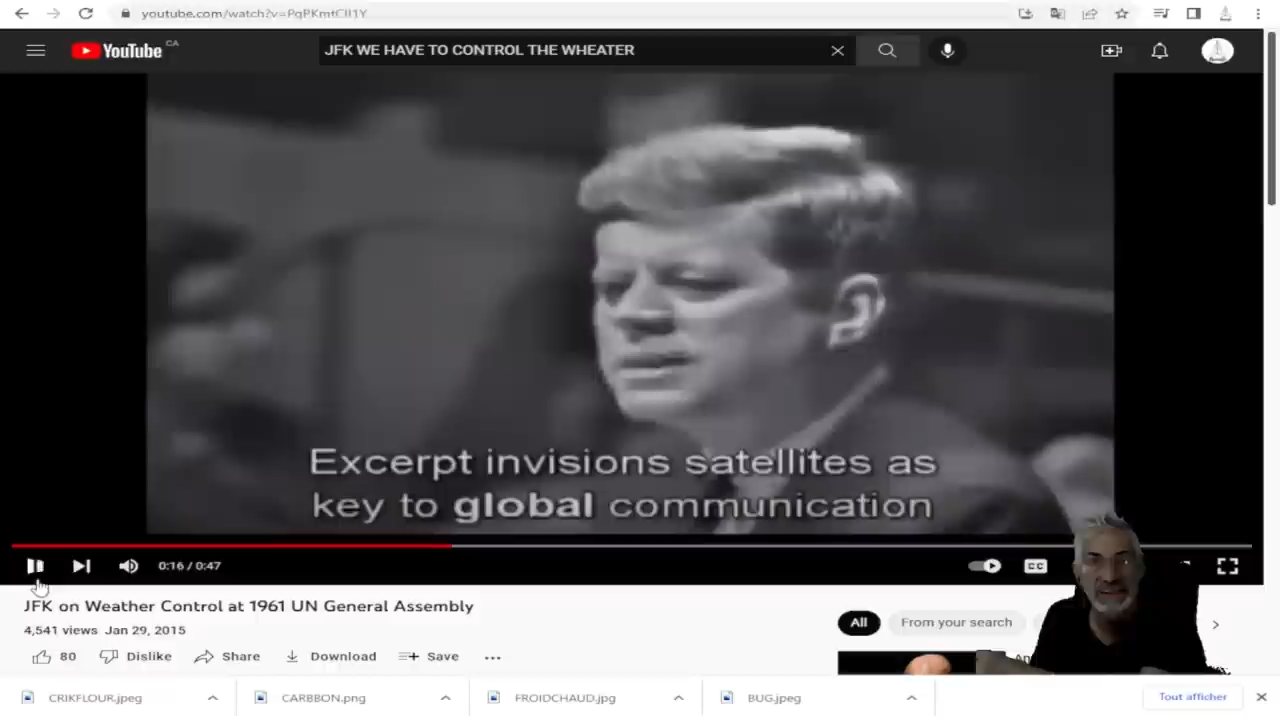 youtube.com/watch?v=PqPKmtCII1Y
YouTube CA
JFK WE HAVE TO CONTROL THE WHEATER
Excerpt invisions satellites as
key to global communication
0:16 / 0:47
CC
JFK on Weather Control at 1961 UN General Assembly
4,541 views Jan 29, 2015
80 Dislike Share Download Save
All From your search
CRIKFLOUR.jpeg CARBBON.png FROIDCHAUD.jpg BUG.jpeg Tout afficher